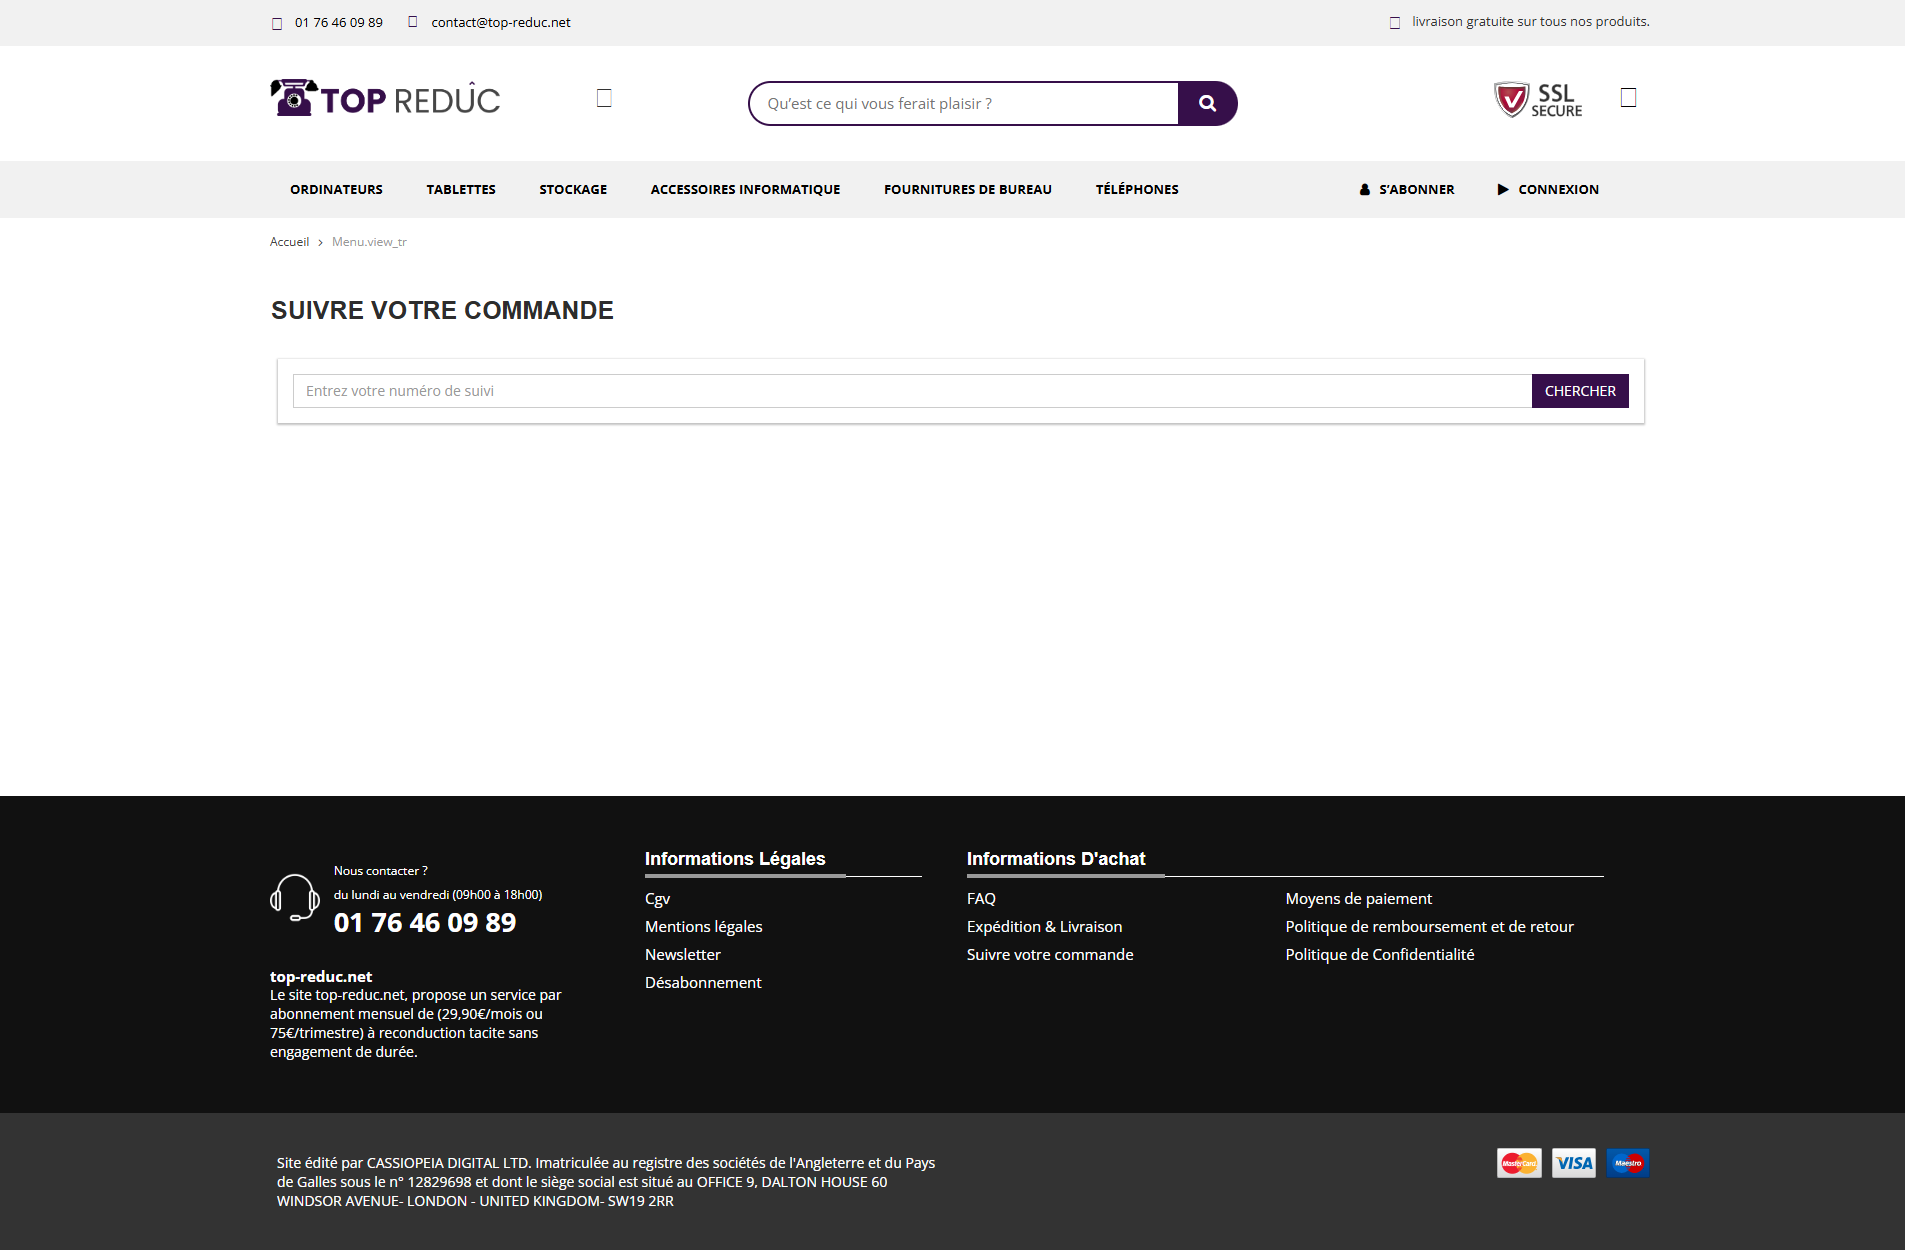 01 76 46 09 89 contact@top-reduc.net livraison gratuite sur tous nos produits.
TOP REDÛC Qu’est ce qui vous ferait plaisir ? SSL SECURE
ORDINATEURS TABLETTES STOCKAGE ACCESSOIRES INFORMATIQUE FOURNITURES DE BUREAU TÉLÉPHONES S’ABONNER CONNEXION
Accueil > Menu.view_tr
SUIVRE VOTRE COMMANDE
Entrez votre numéro de suivi CHERCHER
Nous contacter ?
du lundi au vendredi (09h00 à 18h00)
01 76 46 09 89
top-reduc.net
Le site top-reduc.net, propose un service par
abonnement mensuel de (29,90€/mois ou
75€/trimestre) à reconduction tacite sans
engagement de durée.
Informations Légales
Cgv
Mentions légales
Newsletter
Désabonnement
Informations D'achat
FAQ
Expédition & Livraison
Suivre votre commande
Moyens de paiement
Politique de remboursement et de retour
Politique de Confidentialité
Site édité par CASSIOPEIA DIGITAL LTD. Imatriculée au registre des sociétés de l'Angleterre et du Pays
de Galles sous le n° 12829698 et dont le siège social est situé au OFFICE 9, DALTON HOUSE 60
WINDSOR AVENUE- LONDON - UNITED KINGDOM- SW19 2RR
MasterCard VISA Maestro